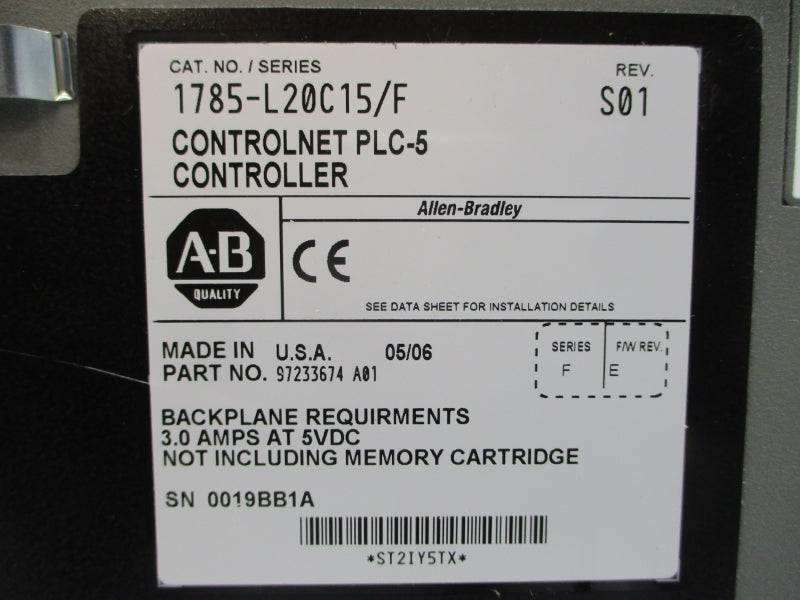 CAT. NO. / SERIES
REV.
1785-L20C15/F
S01
CONTROLNET PLC-5
CONTROLLER
Allen-Bradley
A·B
QUALITY
CE
SEE DATA SHEET FOR INSTALLATION DETAILS
MADE IN U.S.A. 05/06
PART NO. 97233674 A01
SERIES F/W REV.
F E
BACKPLANE REQUIRMENTS
3.0 AMPS AT 5VDC
NOT INCLUDING MEMORY CARTRIDGE
SN 0019BB1A
*ST2IY5TX*